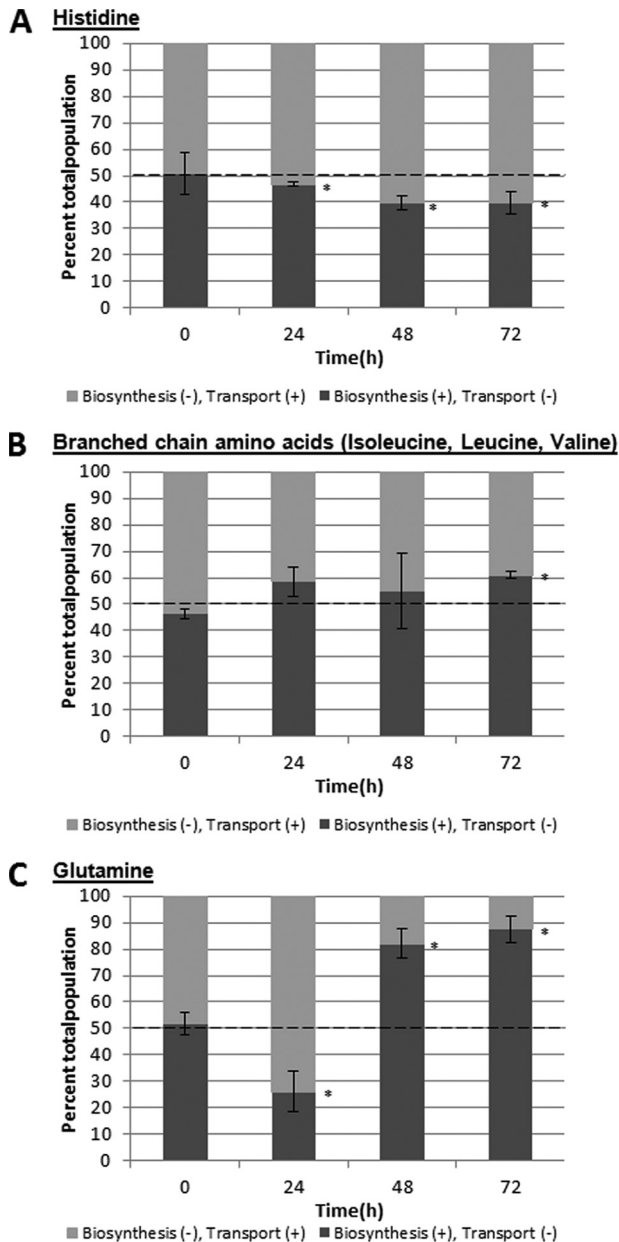 A Histidine
100
90
80
70
60
50
40
30
20
10
0
Percent totalpopulation
* * *
0 24 48 72
Time(h)
Biosynthesis (-), Transport (+) Biosynthesis (+), Transport (-)
B Branched chain amino acids (Isoleucine, Leucine, Valine)
100
90
80
70
60
50
40
30
20
10
0
Percent totalpopulation
*
0 24 48 72
Time(h)
Biosynthesis (-), Transport (+) Biosynthesis (+), Transport (-)
C Glutamine
100
90
80
70
60
50
40
30
20
10
0
Percent totalpopulation
* * *
0 24 48 72
Time(h)
Biosynthesis (-), Transport (+) Biosynthesis (+), Transport (-)